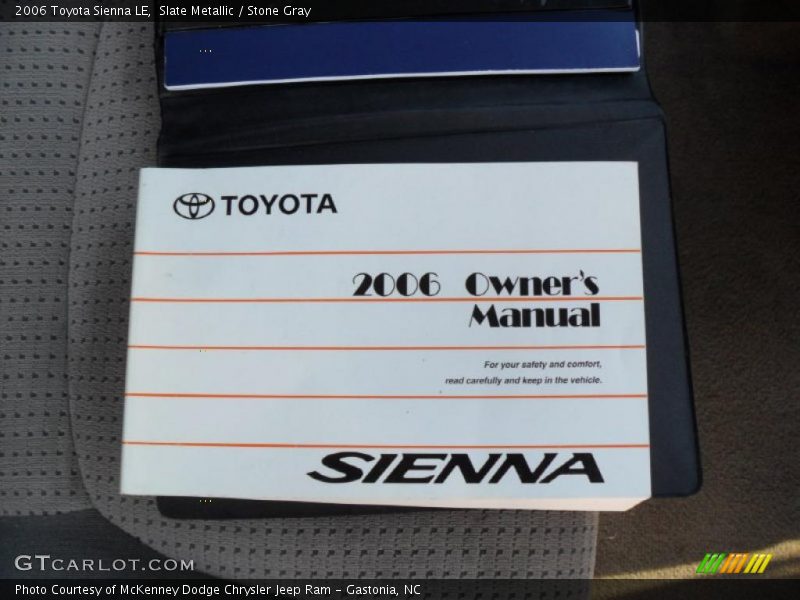 2006 Toyota Sienna LE, Slate Metallic / Stone Gray
TOYOTA
2006 Owner's
Manual
For your safety and comfort,
read carefully and keep in the vehicle.
SIENNA
GTCARLOT.COM
Photo Courtesy of McKenney Dodge Chrysler Jeep Ram - Gastonia, NC